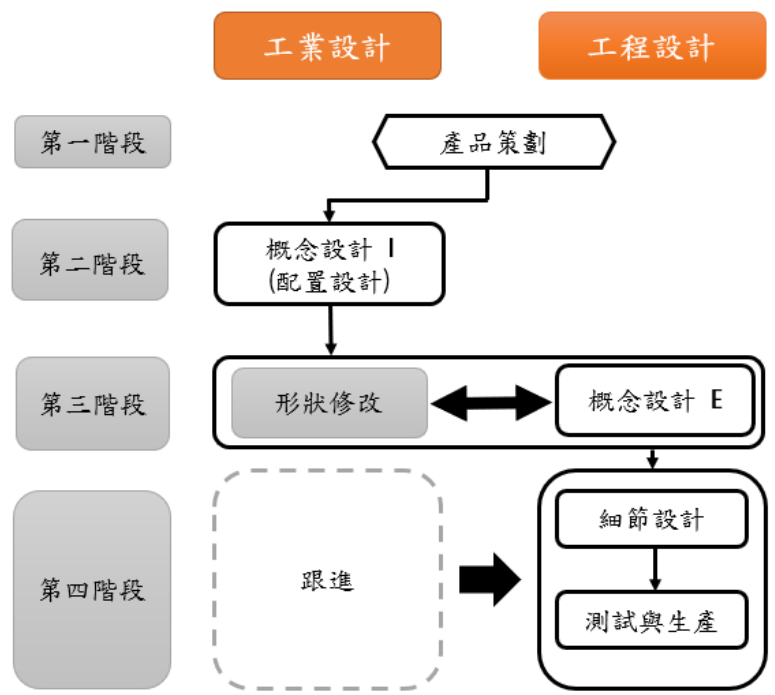 工業設計
工程設計
第一階段
產品策劃
第二階段
概念設計 I
(配置設計)
第三階段
形狀修改
概念設計 E
第四階段
跟進
細節設計
測試與生產